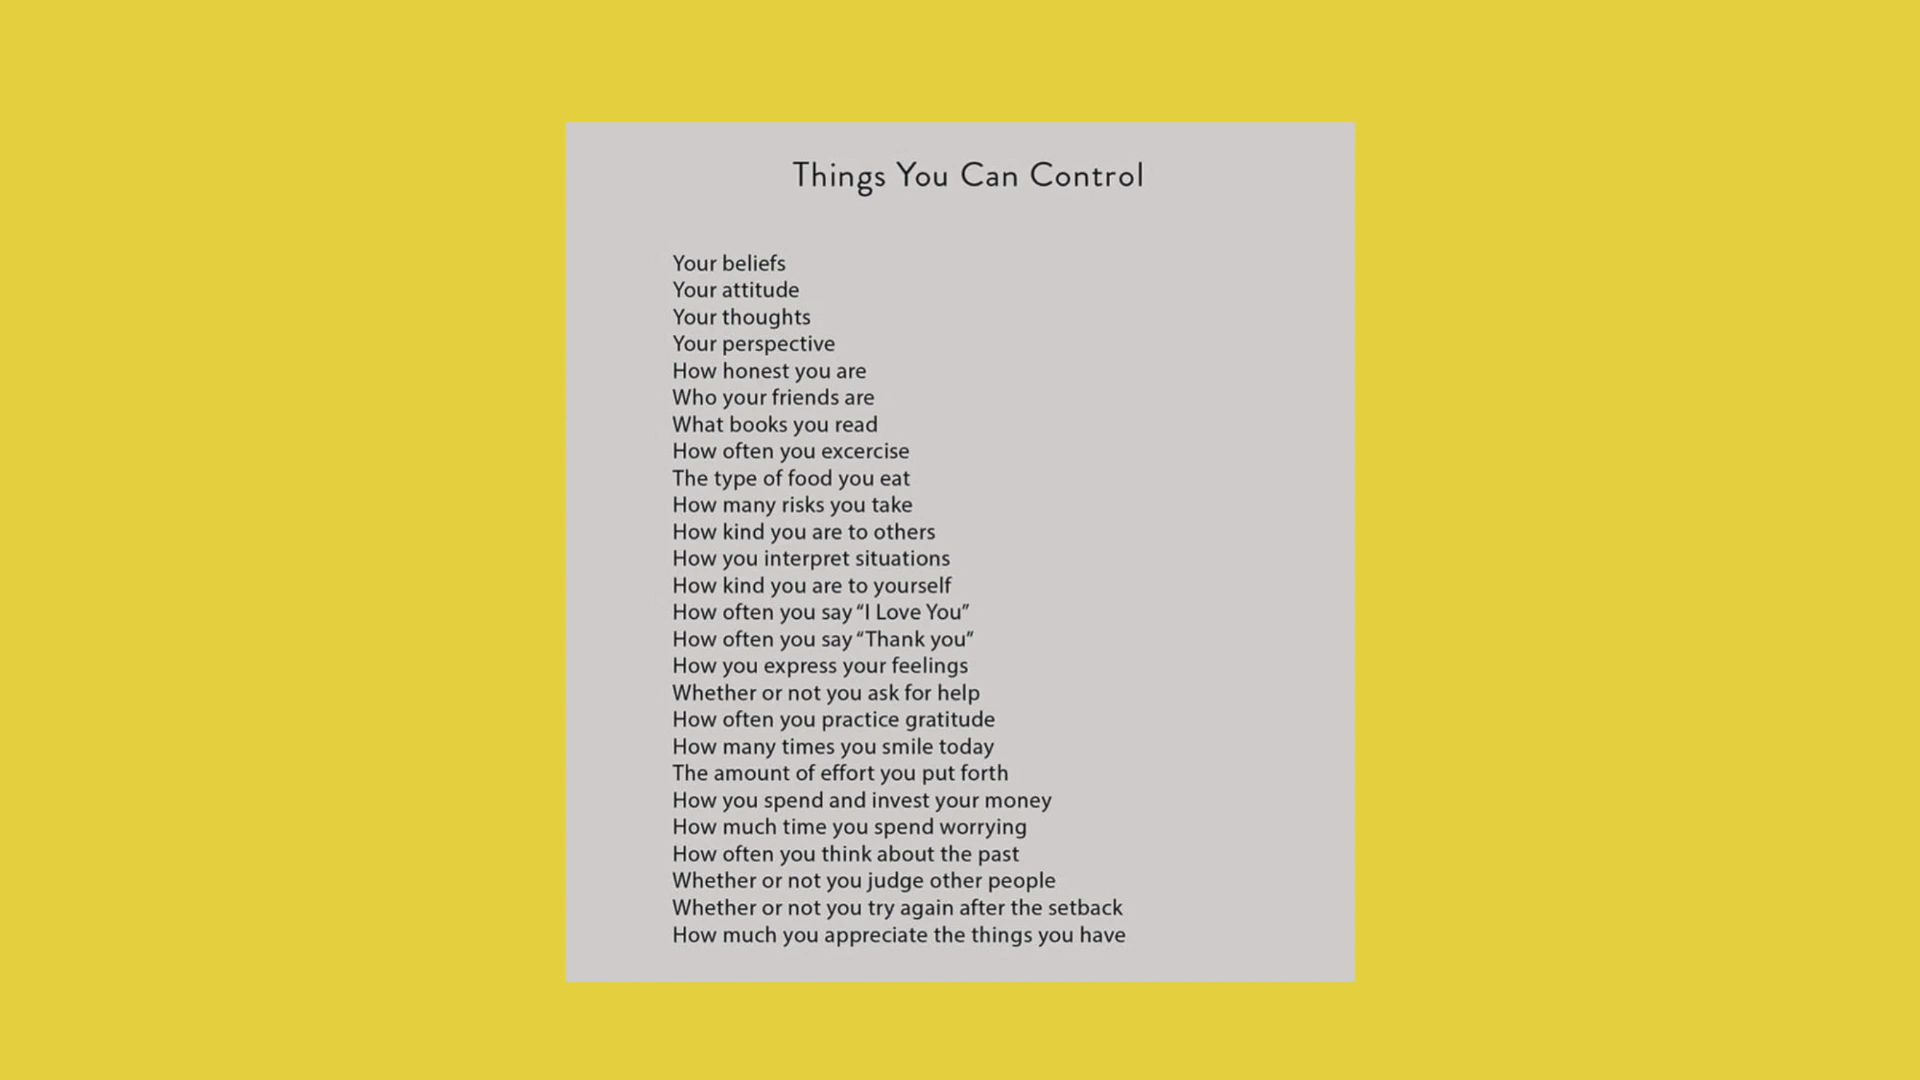 Things You Can Control
Your beliefs
Your attitude
Your thoughts
Your perspective
How honest you are
Who your friends are
What books you read
How often you excercise
The type of food you eat
How many risks you take
How kind you are to others
How you interpret situations
How kind you are to yourself
How often you say “I Love You”
How often you say “Thank you”
How you express your feelings
Whether or not you ask for help
How often you practice gratitude
How many times you smile today
The amount of effort you put forth
How you spend and invest your money
How much time you spend worrying
How often you think about the past
Whether or not you judge other people
Whether or not you try again after the setback
How much you appreciate the things you have